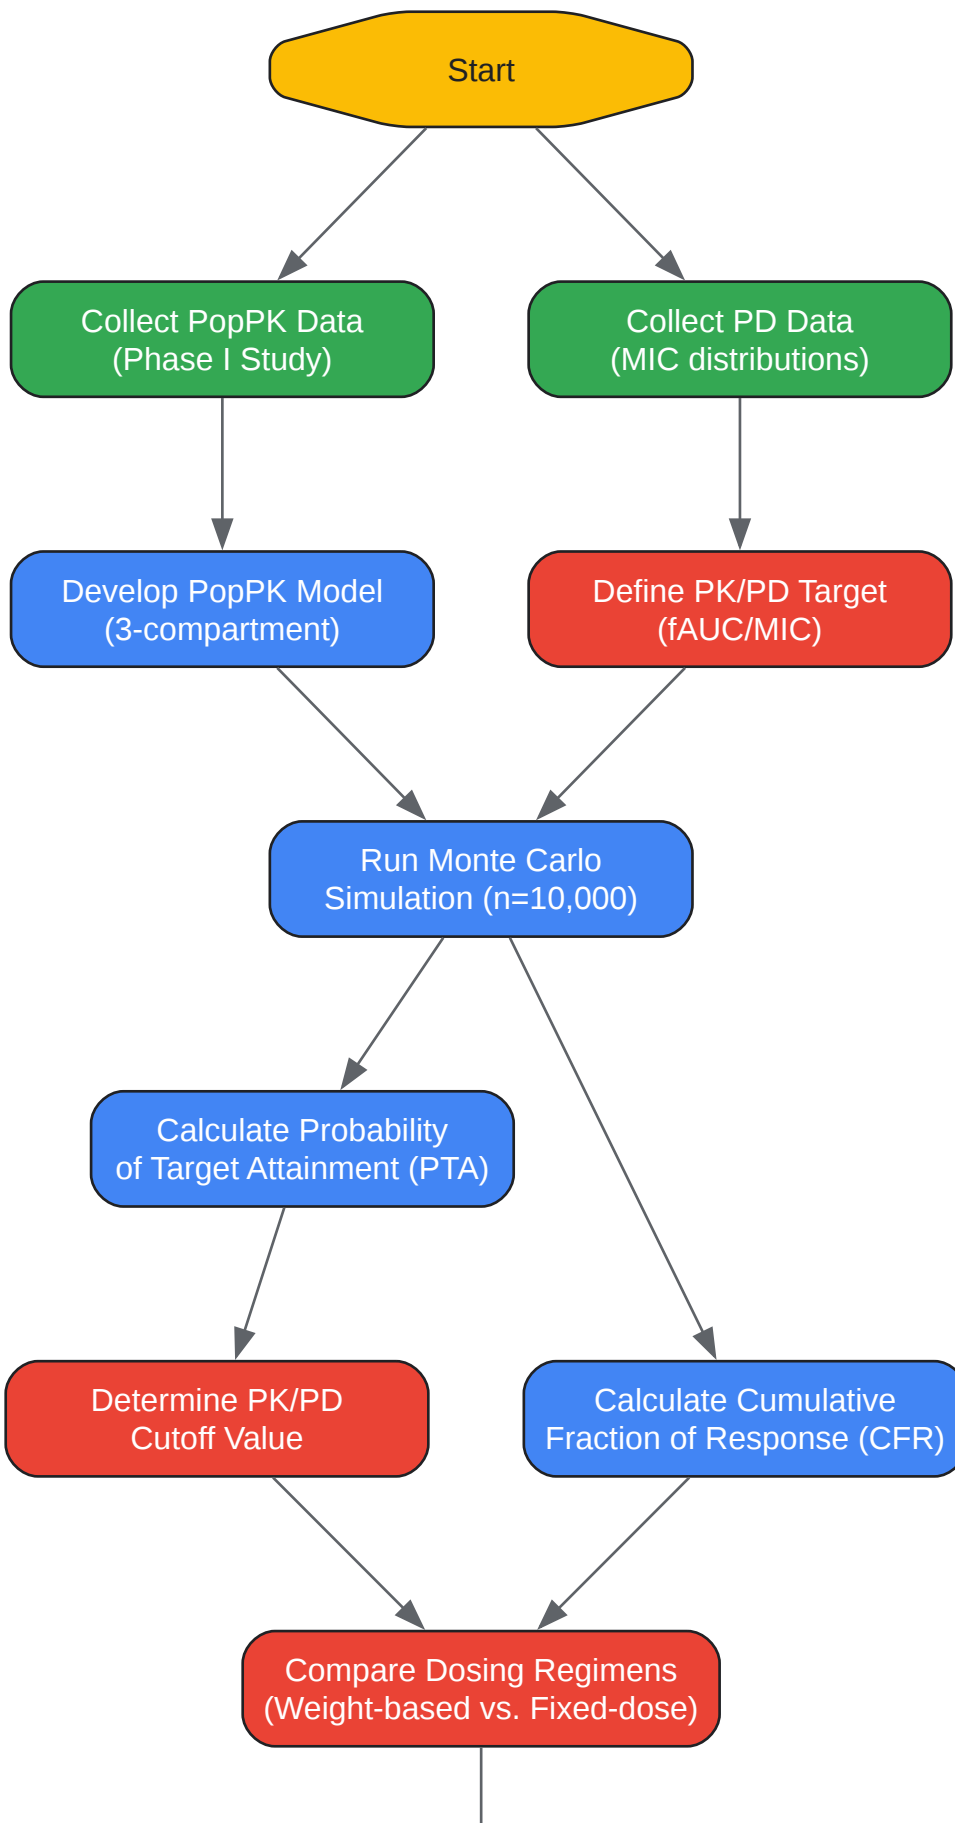 Start
Collect PopPK Data
(Phase I Study)
Collect PD Data
(MIC distributions)
Develop PopPK Model
(3-compartment)
Define PK/PD Target
(fAUC/MIC)
Run Monte Carlo
Simulation (n=10,000)
Calculate Probability
of Target Attainment (PTA)
Determine PK/PD
Cutoff Value
Calculate Cumulative
Fraction of Response (CFR)
Compare Dosing Regimens
(Weight-based vs. Fixed-dose)